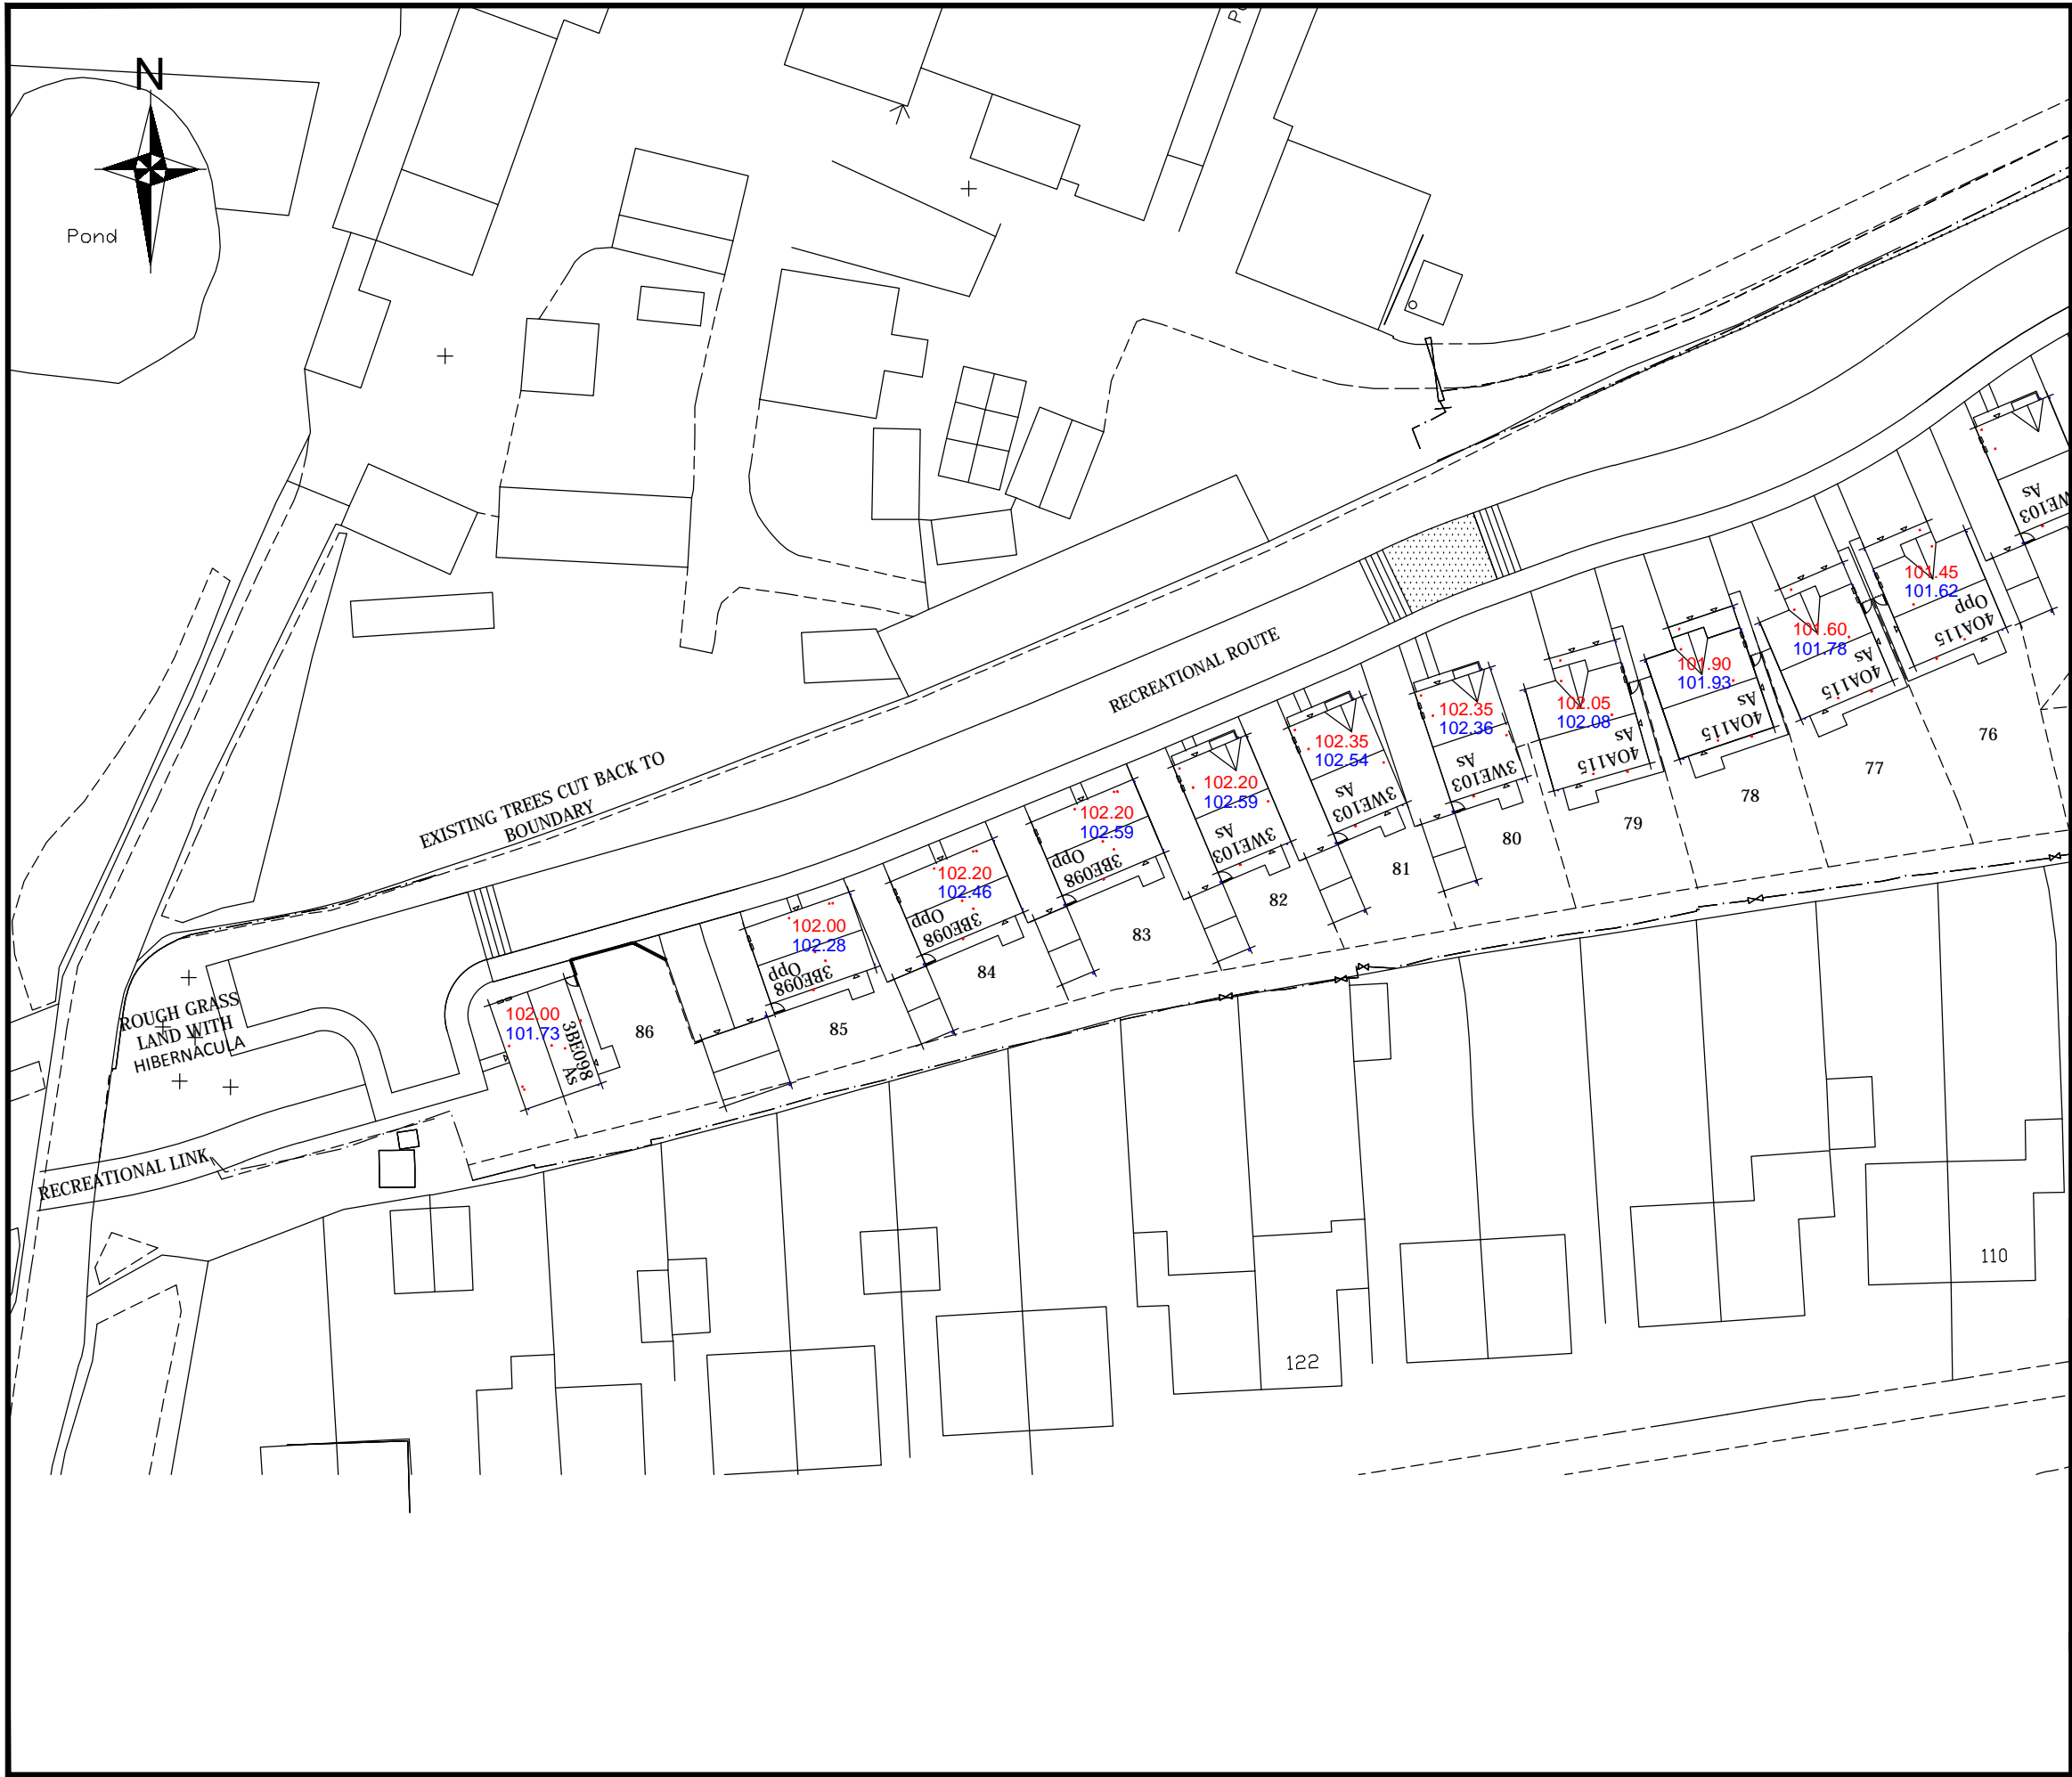 N
Pond
EXISTING TREES CUT BACK TO
BOUNDARY
RECREATIONAL ROUTE
ROUGH GRASS
LAND WITH
HIBERNACULA
RECREATIONAL LINK
102.00
101.73
3BE098
As
86
102.00
102.28
Opp
3BE098
85
102.20
102.46
Opp
3BE098
84
102.20
102.59
Opp
3BE098
83
102.20
102.59
As
3WE103
82
102.35
102.54
As
3WE103
81
102.35
102.36
As
3WE103
80
102.05
102.08
As
4OA115
79
101.90
101.93
As
4OA115
78
101.60
101.78
As
4OA115
77
101.45
101.62
Opp
4OA115
76
As
122
110